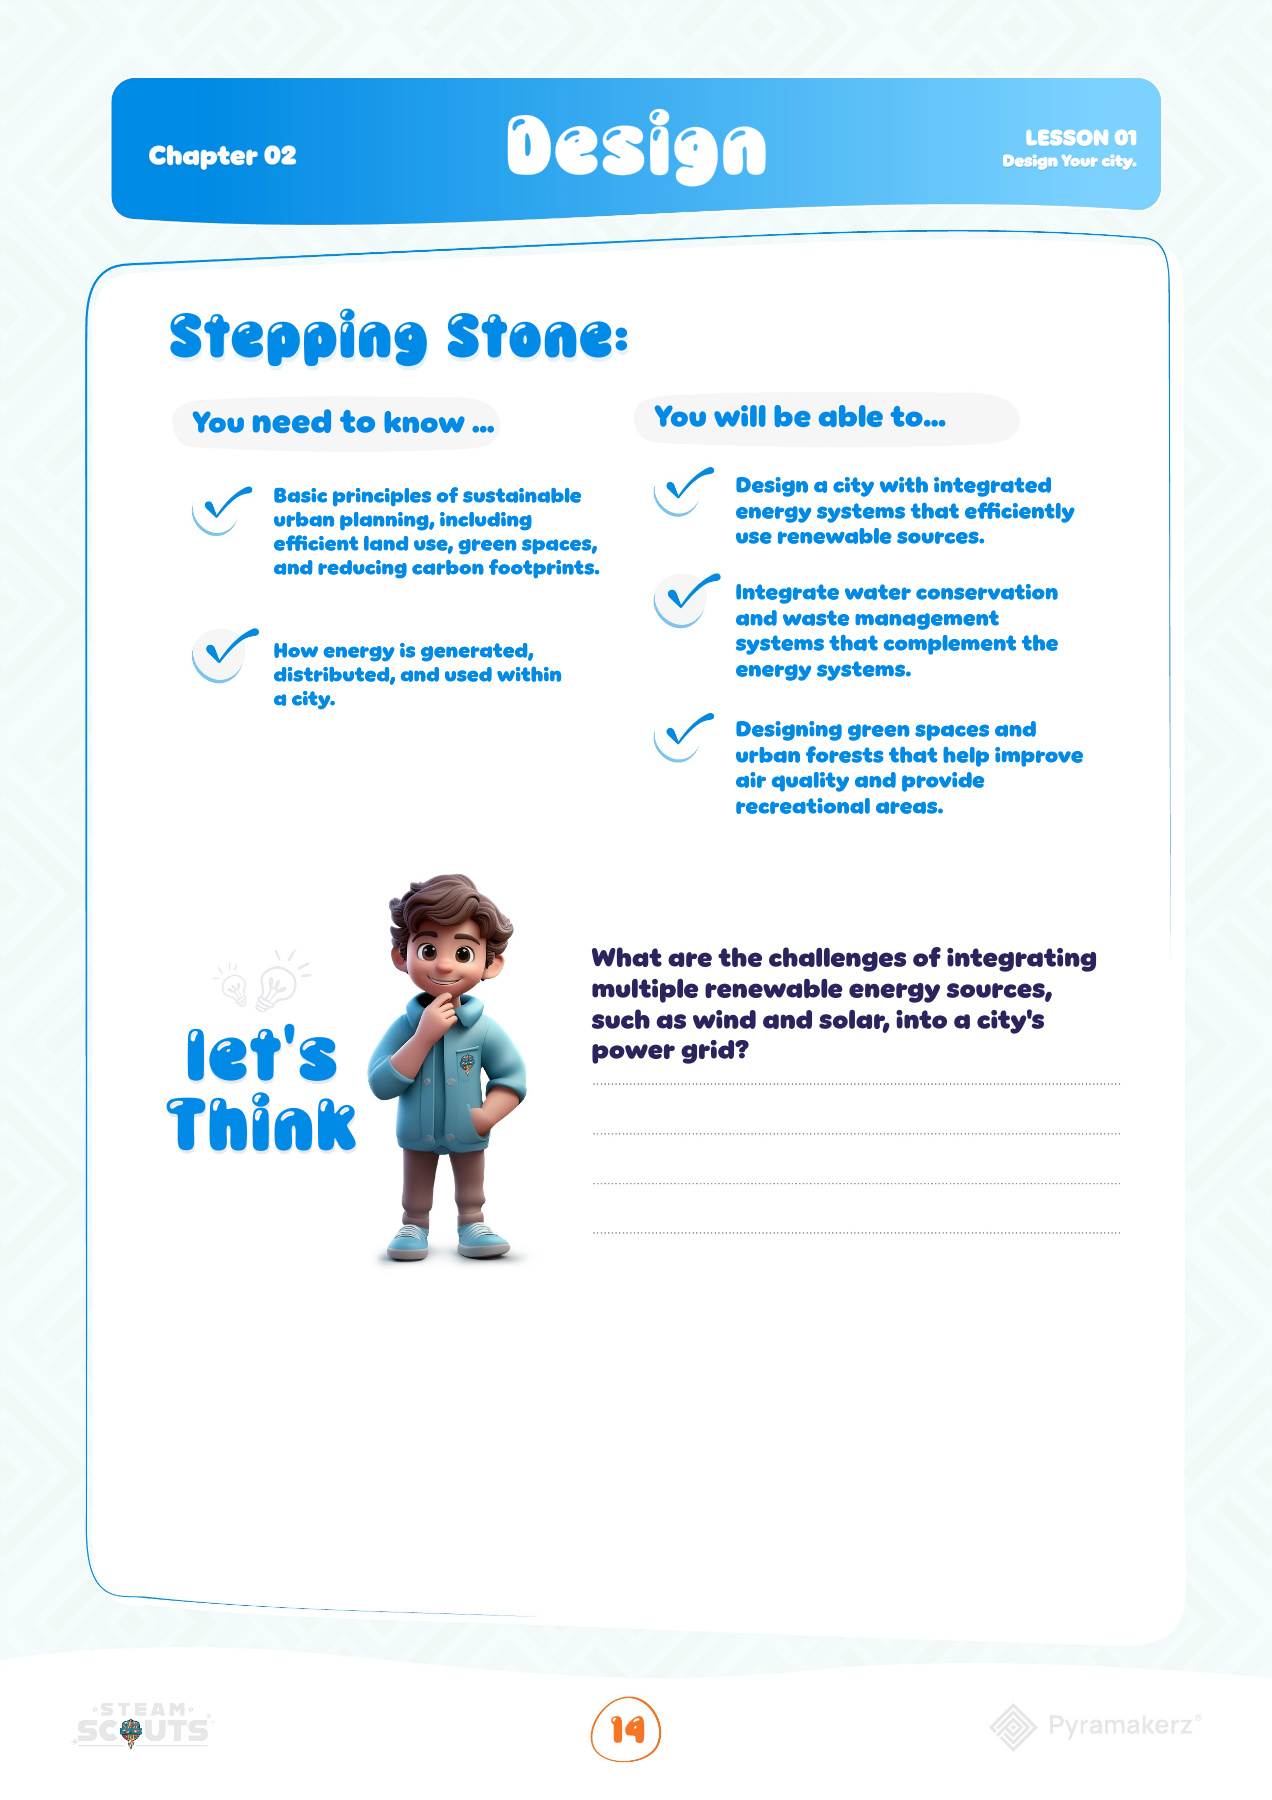 Chapter 02
Design
LESSON 01
Design Your city.
Stepping Stone:
You need to know ...
Basic principles of sustainable
urban planning, including
efficient land use, green spaces,
and reducing carbon footprints.
How energy is generated,
distributed, and used within
a city.
You will be able to...
Design a city with integrated
energy systems that efficiently
use renewable sources.
Integrate water conservation
and waste management
systems that complement the
energy systems.
Designing green spaces and
urban forests that help improve
air quality and provide
recreational areas.
let's
Think
What are the challenges of integrating
multiple renewable energy sources,
such as wind and solar, into a city's
power grid?
STEAM
SCOUTS
14
Pyramakerz